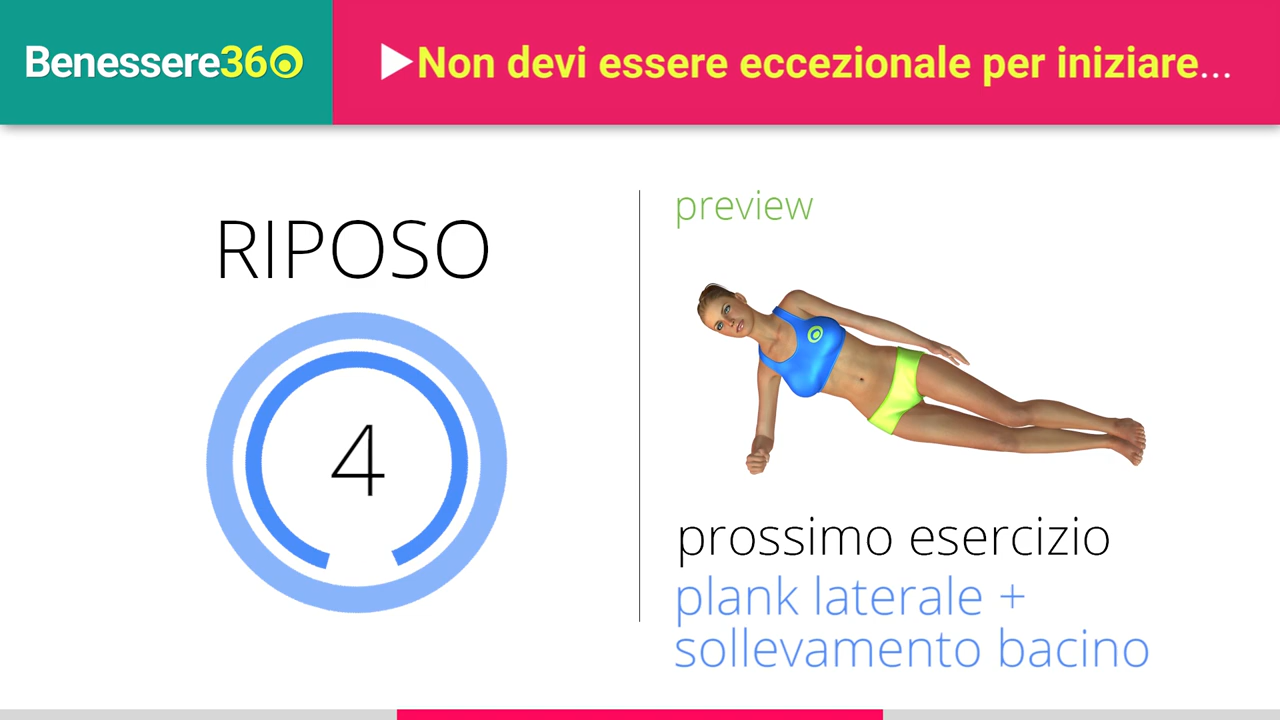 Benessere360
▶Non devi essere eccezionale per iniziare...
RIPOSO
4
preview
prossimo esercizio
plank laterale +
sollevamento bacino